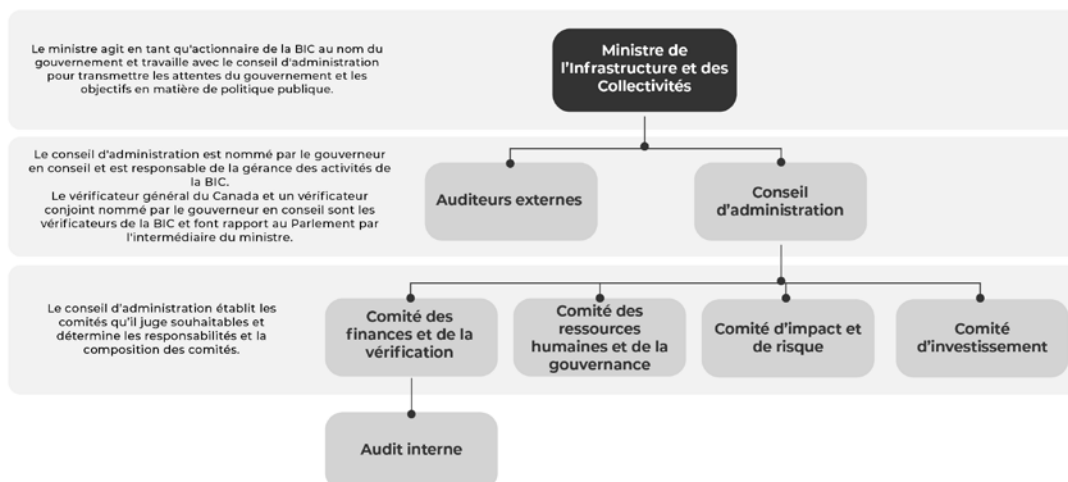 Le ministre agit en tant qu'actionnaire de la BIC au nom du
gouvernement et travaille avec le conseil d'administration
pour transmettre les attentes du gouvernement et les
objectifs en matière de politique publique.
Ministre de
l'Infrastructure et des
Collectivités
Le conseil d'administration est nommé par le gouverneur
en conseil et est responsable de la gérance des activités de
la BIC.
Le vérificateur général du Canada et un vérificateur
conjoint nommé par le gouverneur en conseil sont les
vérificateurs de la BIC et font rapport au Parlement par
l'intermédiaire du ministre.
Auditeurs externes
Conseil
d'administration
Le conseil d'administration établit les
comités qu'il juge souhaitables et
détermine les responsabilités et la
composition des comités.
Comité des
finances et de la
vérification
Comité des
ressources
humaines et de la
gouvernance
Comité d'impact et
de risque
Comité
d'investissement
Audit interne